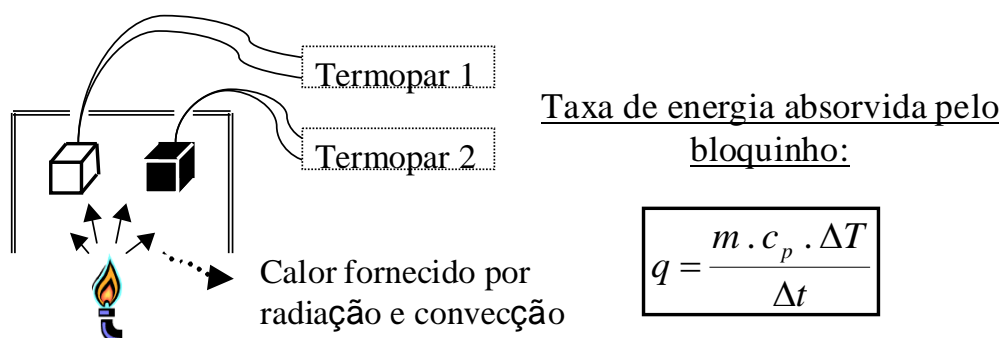 Termopar 1
Termopar 2
Calor fornecido por
radiação e convecção
Taxa de energia absorvida pelo
bloquinho:
q = m . c_p . ΔT / Δt